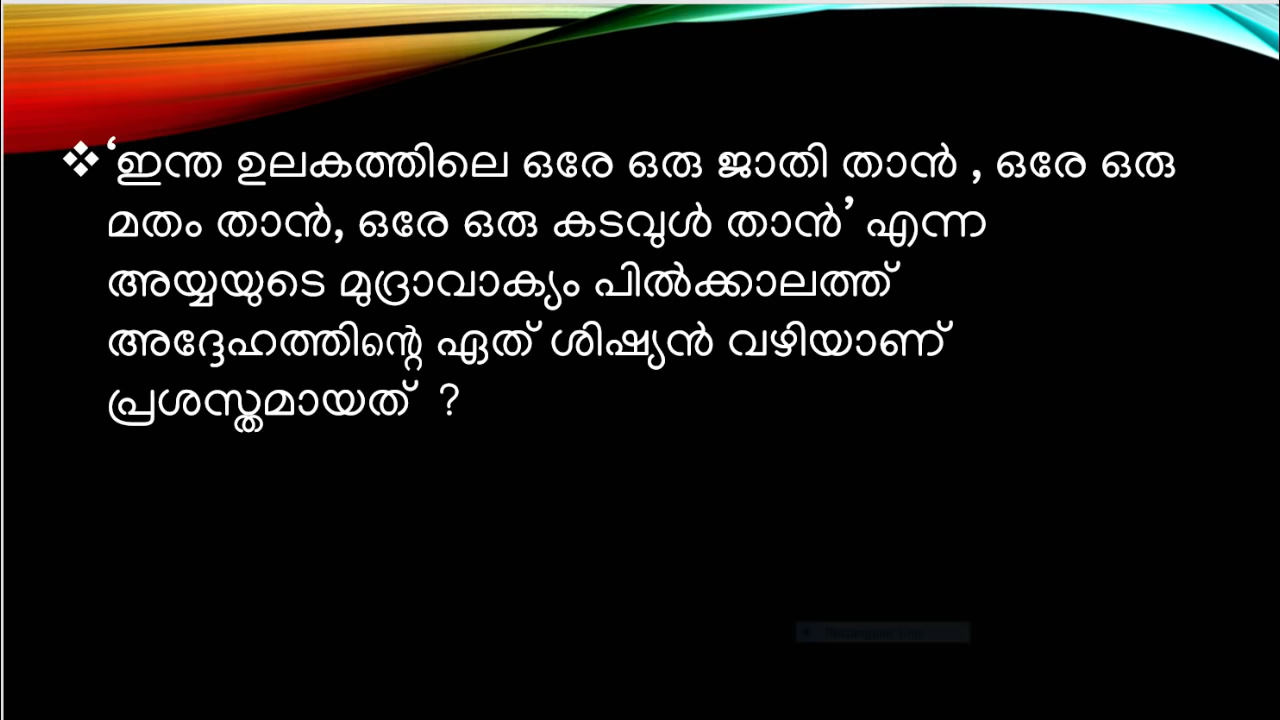 ❖‘ഇന്ത ഉലകത്തിലെ ഒരേ ഒരു ജാതി താൻ , ഒരേ ഒരു
മതം താൻ, ഒരേ ഒരു കടവുൾ താൻ’ എന്ന
അയ്യയുടെ മുദ്രാവാക്യം പിൽക്കാലത്ത്
അദ്ദേഹത്തിന്റെ ഏത് ശിഷ്യൻ വഴിയാണ്
പ്രശസ്തമായത് ?